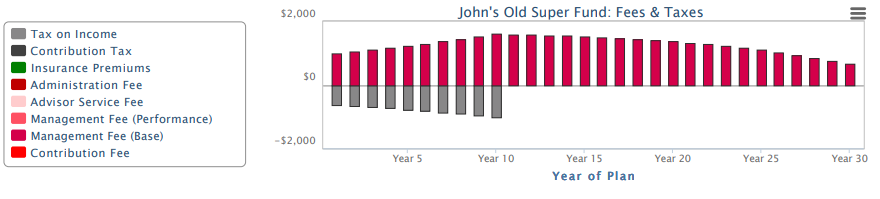 John's Old Super Fund: Fees & Taxes
Tax on Income
Contribution Tax
Insurance Premiums
Administration Fee
Advisor Service Fee
Management Fee (Performance)
Management Fee (Base)
Contribution Fee
$2,000
$0
-$2,000
Year 5
Year 10
Year 15
Year 20
Year 25
Year 30
Year of Plan